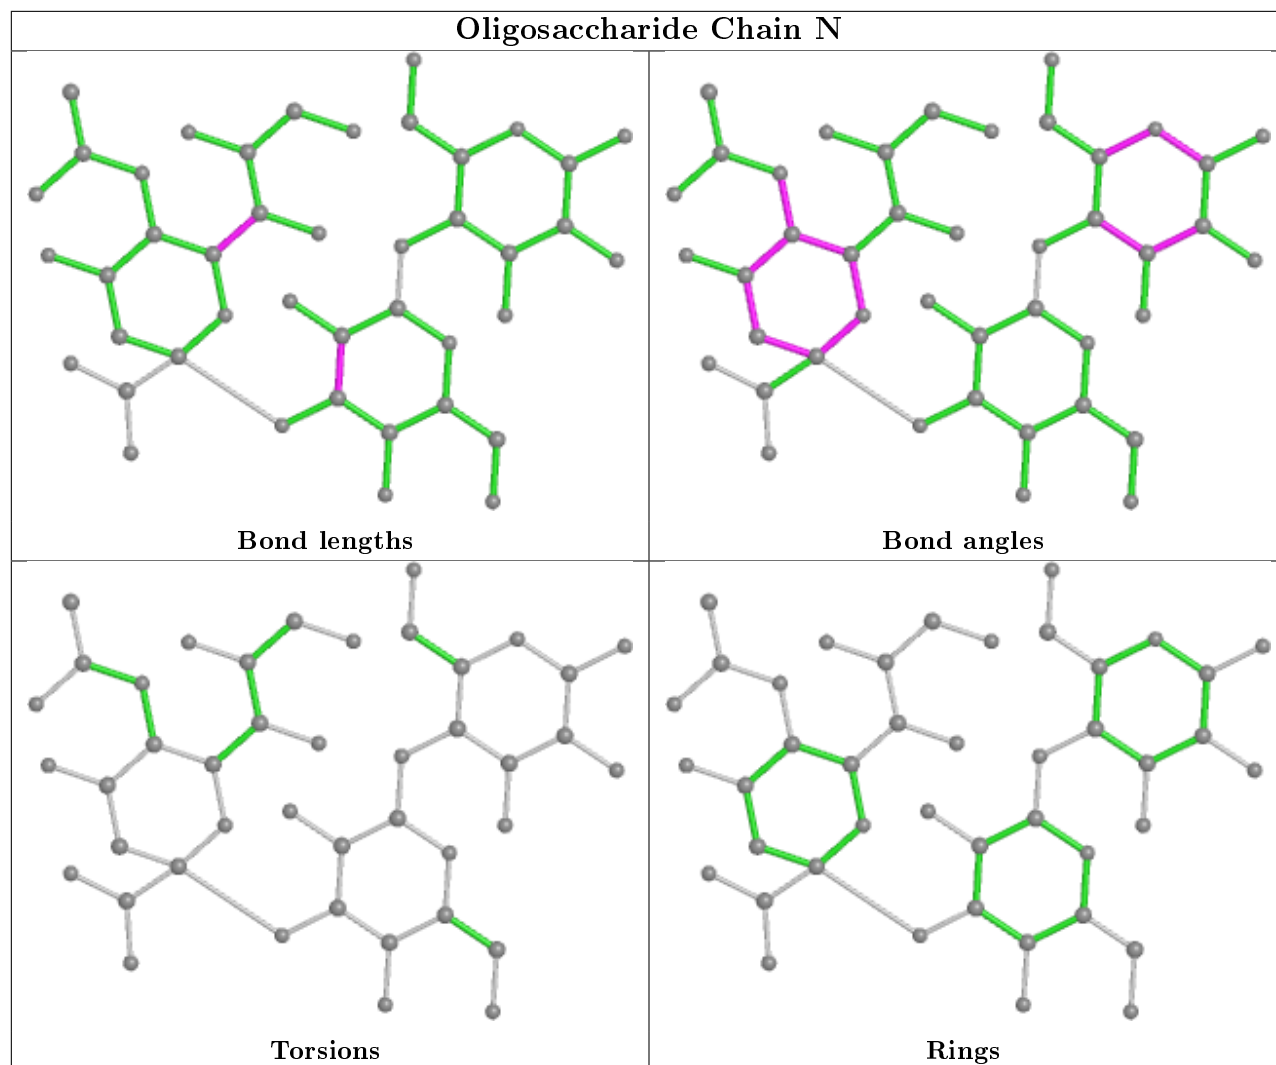 Oligosaccharide Chain N
Bond lengths
Bond angles
Torsions
Rings